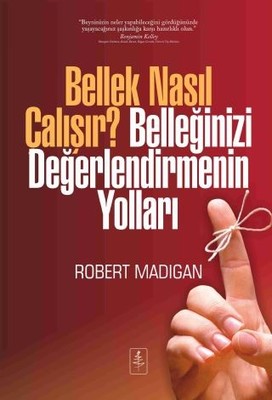 "Beyninizin neler yapabileceğini gördüğünüzde
yaşayacağınız şaşkınlığa karşı hazırlıklı olun."
Benjamin Kelley
Bellek Nasıl
Çalışır? Belleğinizi
Değerlendirmenin
Yolları
ROBERT MADIGAN